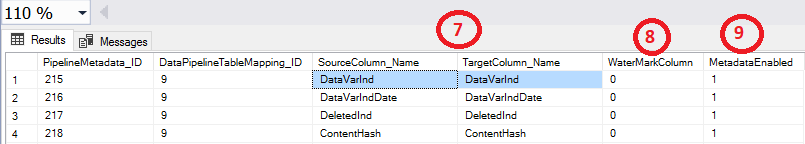 110 %
7 8 9
Results Messages
PipelineMetadata_ID DataPipelineTableMapping_ID SourceColumn_Name TargetColumn_Name WaterMarkColumn MetadataEnabled
1 215 9 DataVarInd DataVarInd 0 1
2 216 9 DataVarIndDate DataVarIndDate 0 1
3 217 9 DeletedInd DeletedInd 0 1
4 218 9 ContentHash ContentHash 0 1